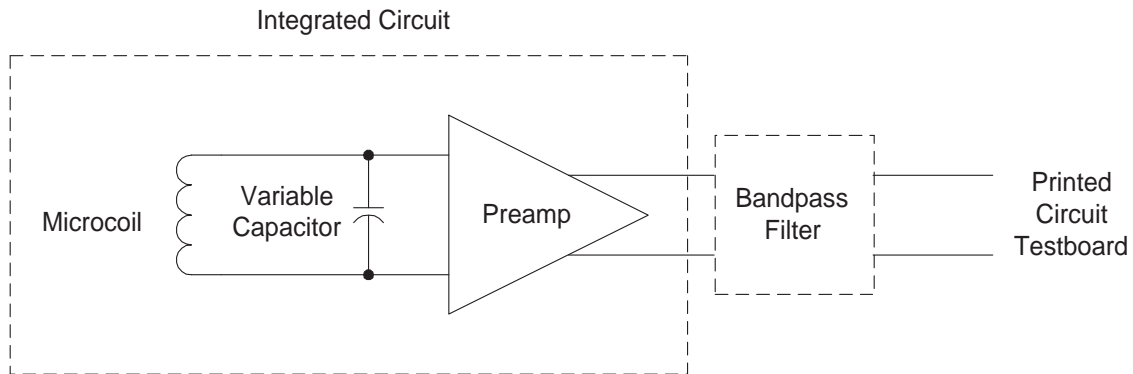 Integrated Circuit
Microcoil
Variable
Capacitor
Preamp
Bandpass
Filter
Printed
Circuit
Testboard